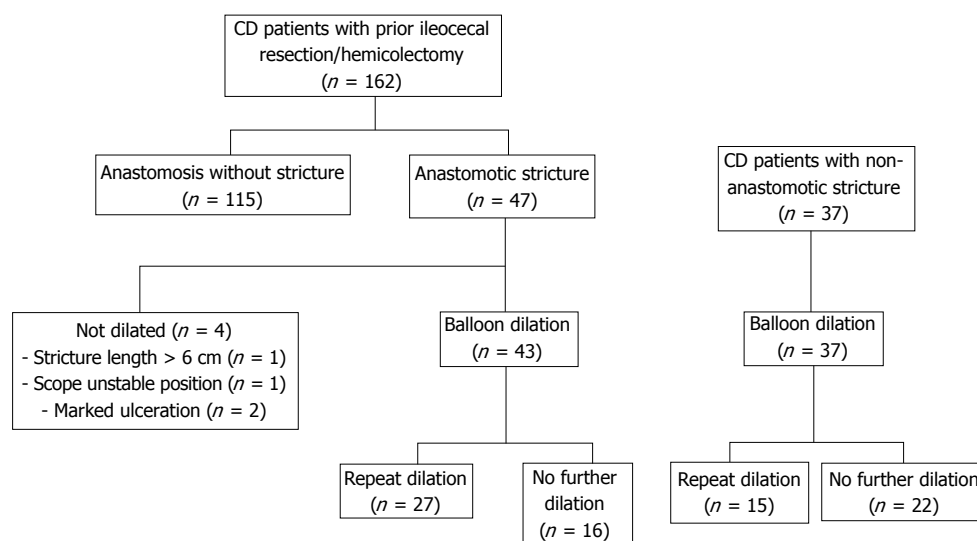 CD patients with prior ileocecal
resection/hemicolectomy
(n = 162)
Anastomosis without stricture
(n = 115)
Anastomotic stricture
(n = 47)
CD patients with non-
anastomotic stricture
(n = 37)
Not dilated (n = 4)
- Stricture length > 6 cm (n = 1)
- Scope unstable position (n = 1)
- Marked ulceration (n = 2)
Balloon dilation
(n = 43)
Balloon dilation
(n = 37)
Repeat dilation
(n = 27)
No further
dilation
(n = 16)
Repeat dilation
(n = 15)
No further dilation
(n = 22)